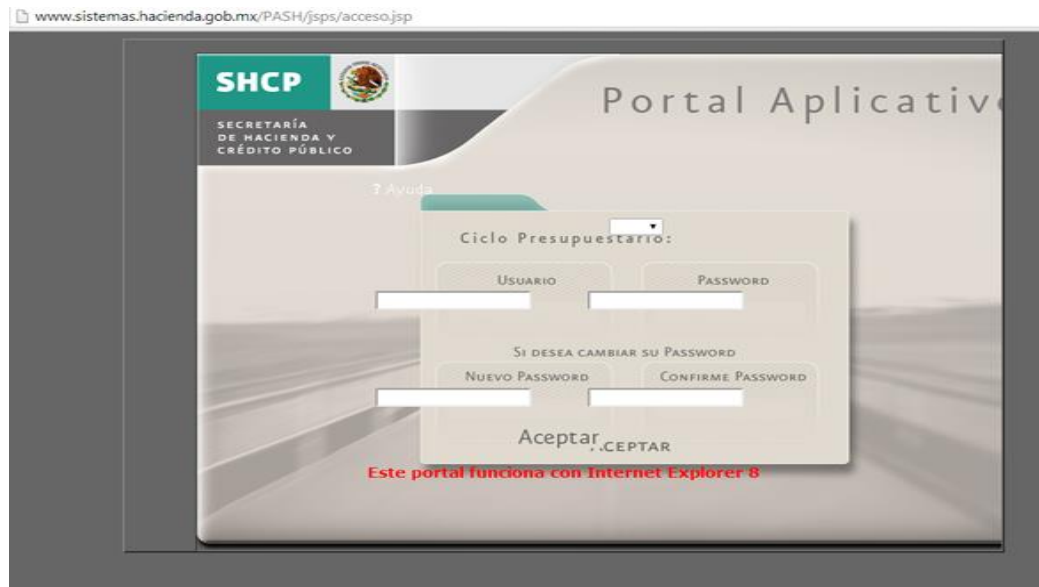 www.sistemas.hacienda.gob.mx/PASH/jsps/acceso.jsp
SHCP
SECRETARÍA
DE HACIENDA Y
CRÉDITO PÚBLICO
Portal Aplicativo
? Ayuda
Ciclo Presupuestario:
USUARIO PASSWORD
SI DESEA CAMBIAR SU PASSWORD
NUEVO PASSWORD CONFIRME PASSWORD
Aceptar
ACEPTAR
Este portal funciona con Internet Explorer 8